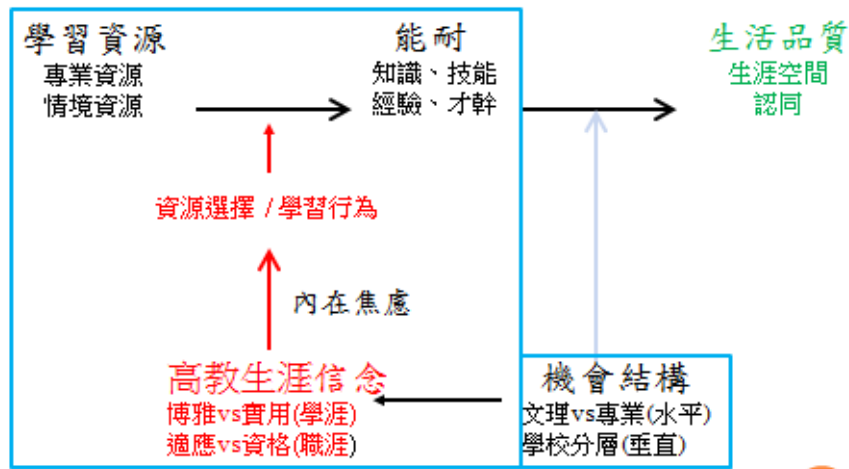 學習資源
專業資源
情境資源
能耐
知識、技能
經驗、才幹
生活品質
生涯空間
認同
資源選擇 / 學習行為
內在焦慮
高教生涯信念
博雅vs實用(學涯)
適應vs資格(職涯)
機會結構
文理vs專業(水平)
學校分層(垂直)